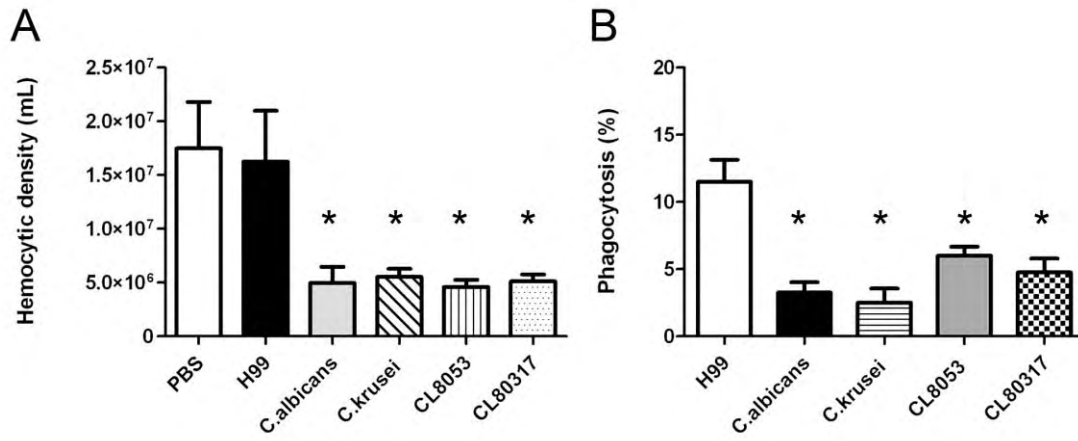 A
Hemocytic density (mL)
2.5×10⁷
2.0×10⁷
1.5×10⁷
1.0×10⁷
5.0×10⁶
0
* * * *
PBS
H99
C.albicans
C.krusei
CL8053
CL80317
B
Phagocytosis (%)
20
15
10
5
0
* * * *
H99
C.albicans
C.krusei
CL8053
CL80317